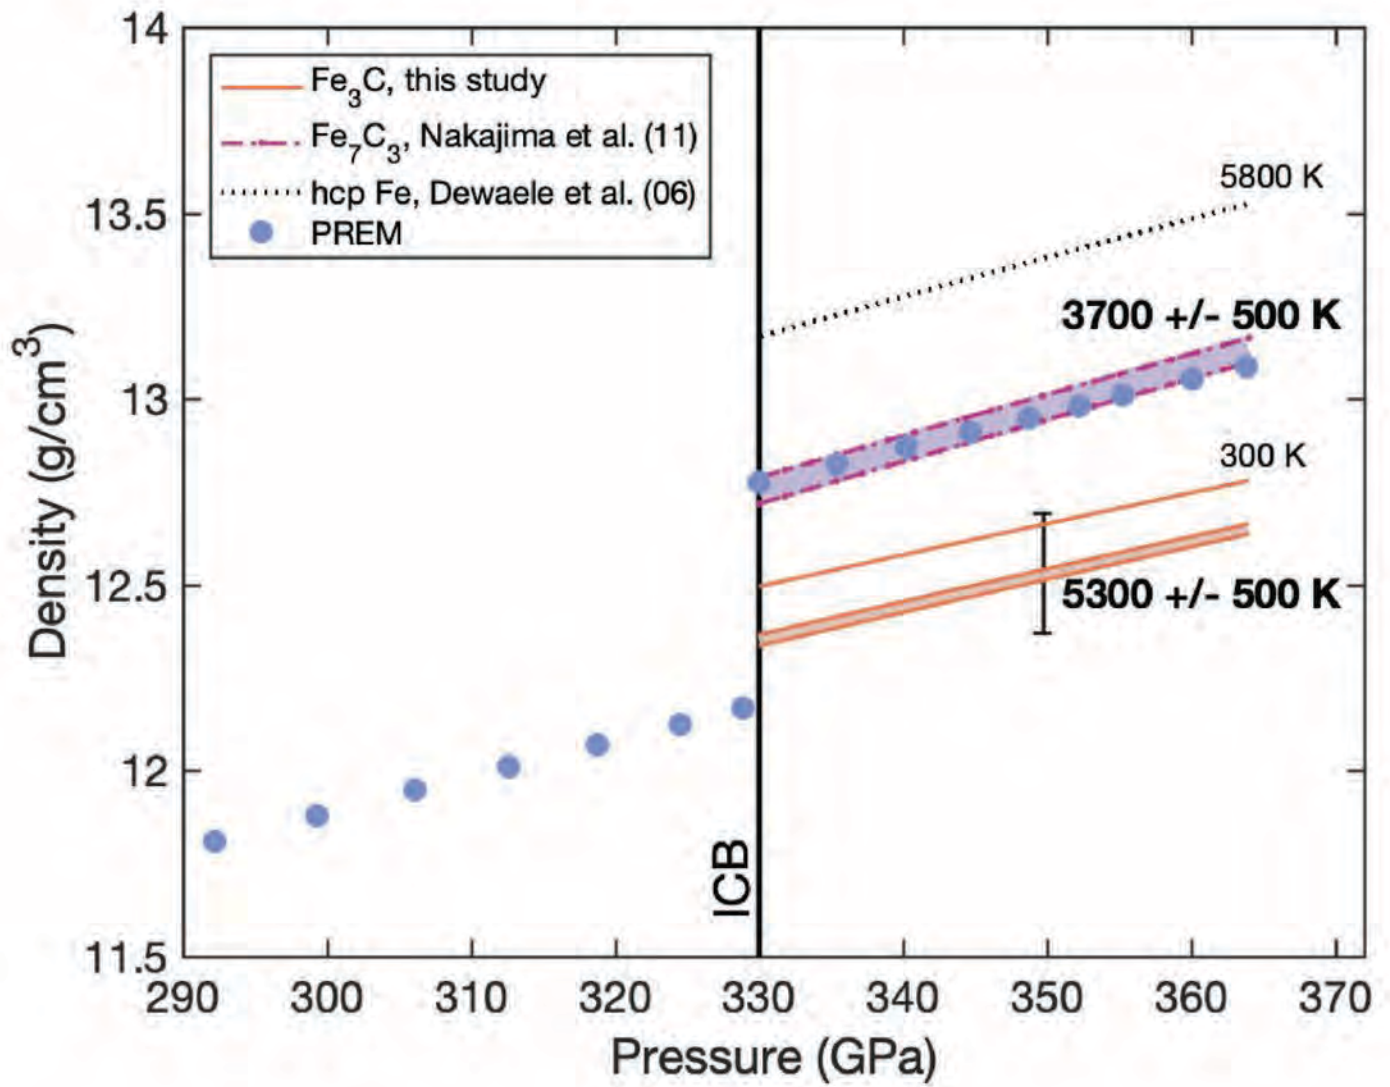 14
13.5
13
12.5
12
11.5
Density (g/cm³)
Fe₃C, this study
Fe₇C₃, Nakajima et al. (11)
hcp Fe, Dewaele et al. (06)
PREM
5800 K
3700 +/- 500 K
300 K
5300 +/- 500 K
ICB
290 300 310 320 330 340 350 360 370
Pressure (GPa)